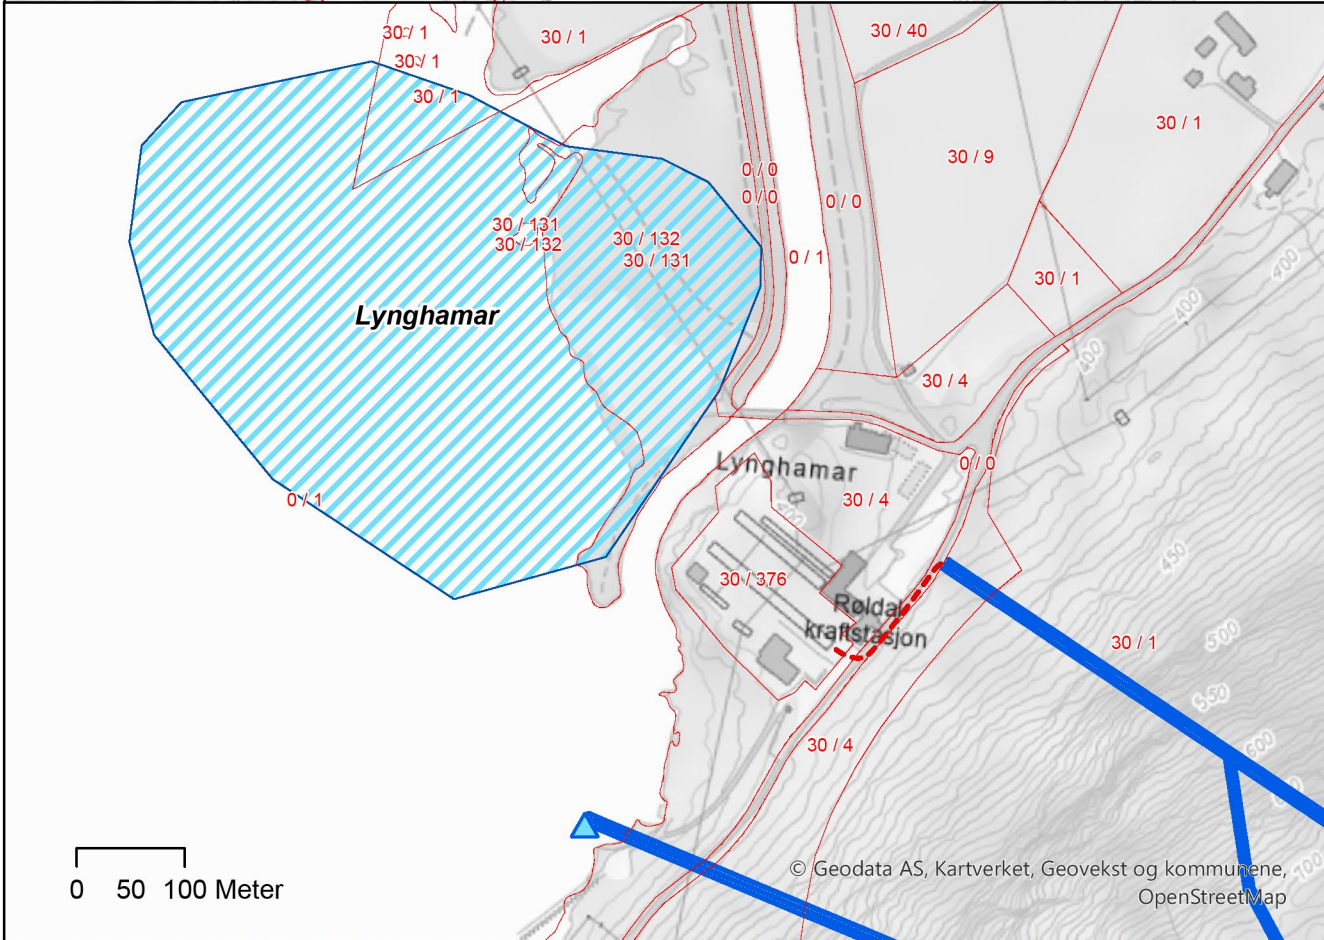 30 / 1
30 / 1
30 / 40
30 / 1
30 / 1
30 / 1
30 / 9
0 / 0
0 / 0
0 / 0
30 / 131
30 / 132
30 / 132
30 / 131
0 / 1
30 / 1
400
400
Lynghamar
400
30 / 4
Lynghamar
0 / 0
0 / 1
30 / 4
400
450
30 / 376
Røldal
kraftstasjon
30 / 1
500
550
30 / 4
600
700
0 50 100 Meter
© Geodata AS, Kartverket, Geovekst og kommunene,
OpenStreetMap